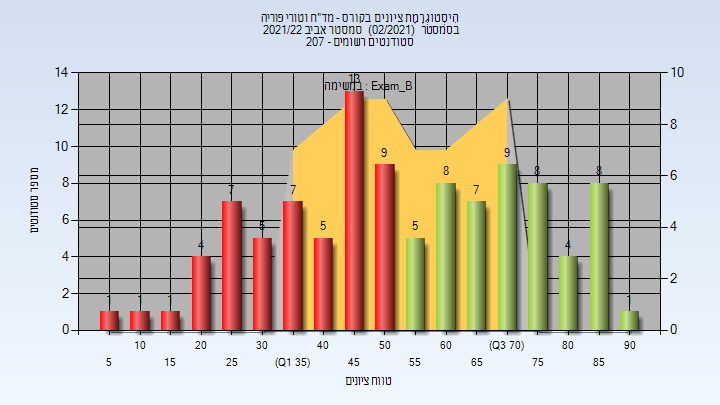 היסטוגרמת ציונים בקורס - מד"ח וטורי פוריה
בסמסטר (02/2021) סמסטר אביב 2021/22
סטודנטים רשומים - 207
במשימה : Exam_B
מספר סטודנטים
14 12 10 8 6 4 2 0
10 8 6 4 2 0
1 1 1 4 7 5 7 5 13 9 5 8 7 9 8 4 8 1
10 20 30 40 50 60 (Q3 70) 80 90
5 15 25 (Q1 35) 45 55 65 75 85
טווח ציונים